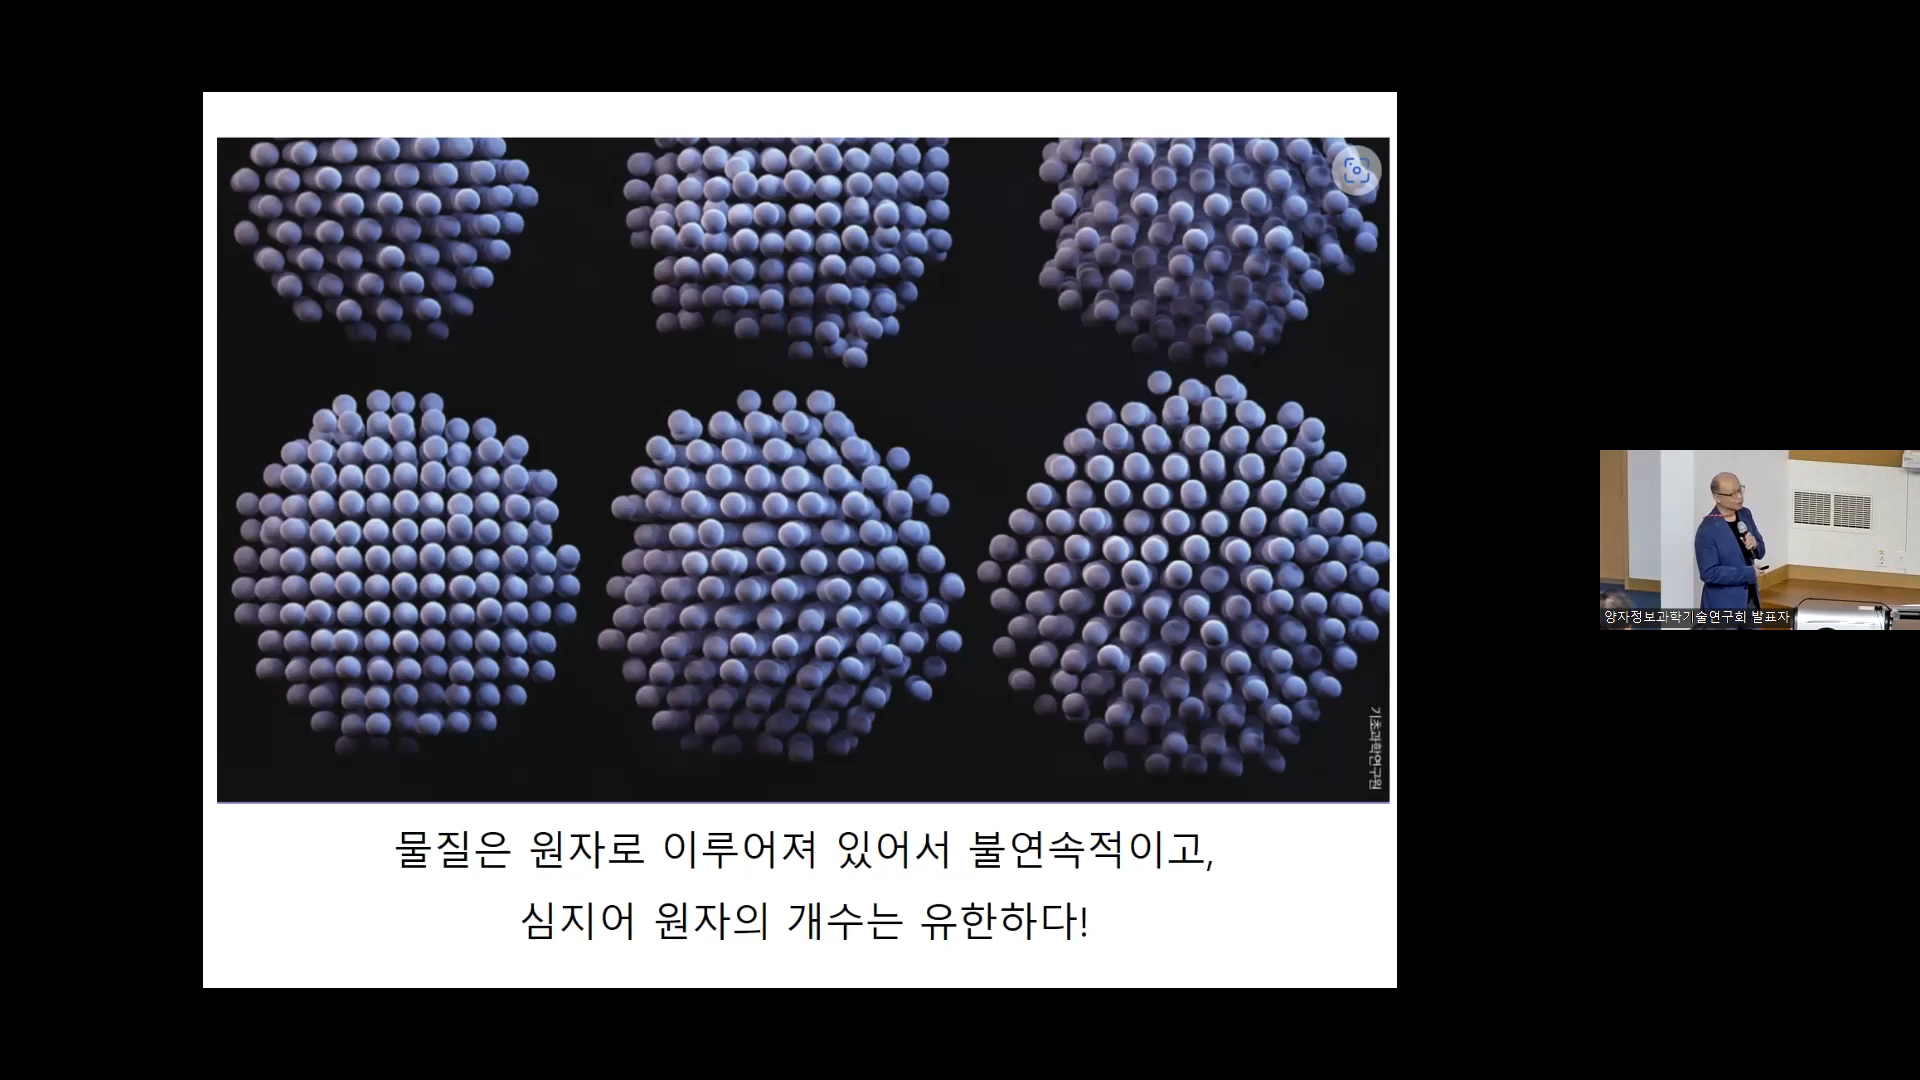 기초과학연구원
물질은 원자로 이루어져 있어서 불연속적이고,
심지어 원자의 개수는 유한하다!
양자정보과학기술연구회 발표자